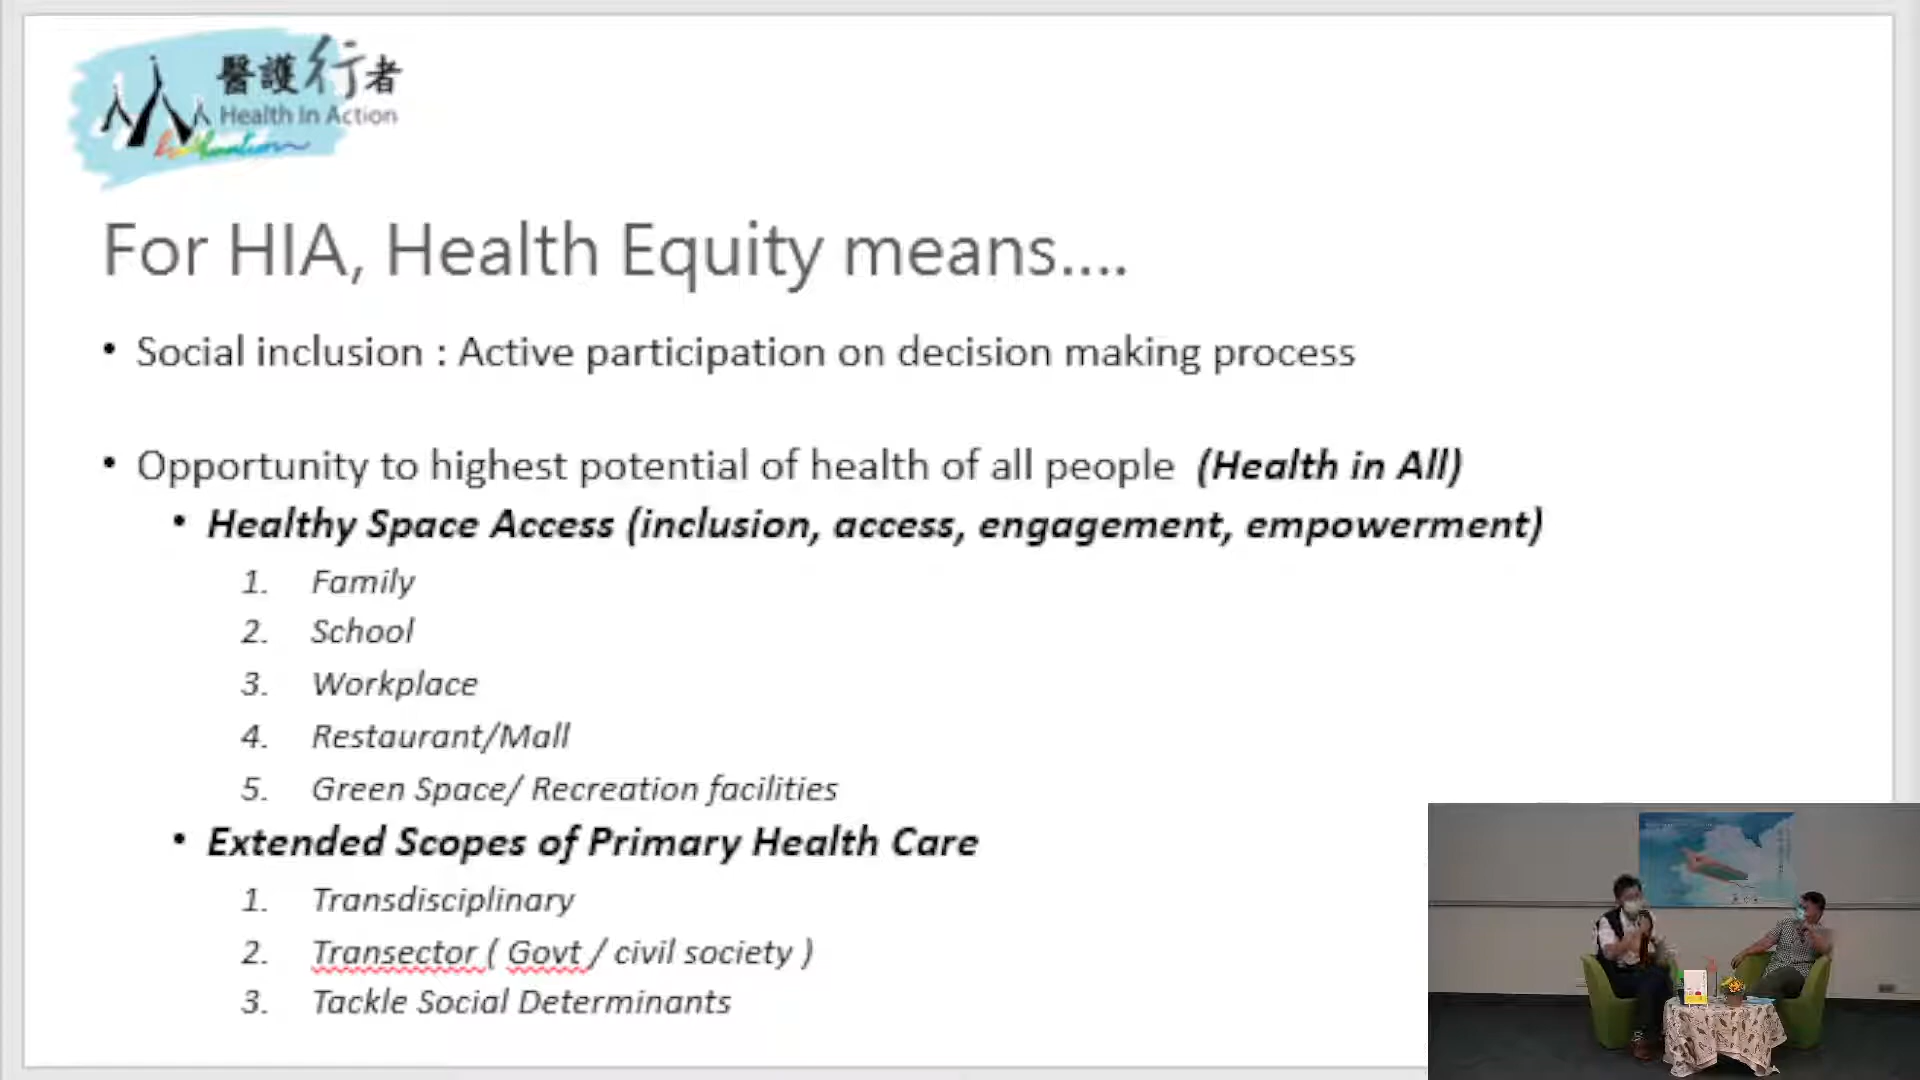 醫護行者
Health In Action
For HIA, Health Equity means....
• Social inclusion : Active participation on decision making process
• Opportunity to highest potential of health of all people (Health in All)
• Healthy Space Access (inclusion, access, engagement, empowerment)
1. Family
2. School
3. Workplace
4. Restaurant/Mall
5. Green Space/ Recreation facilities
• Extended Scopes of Primary Health Care
1. Transdisciplinary
2. Transector ( Govt / civil society )
3. Tackle Social Determinants